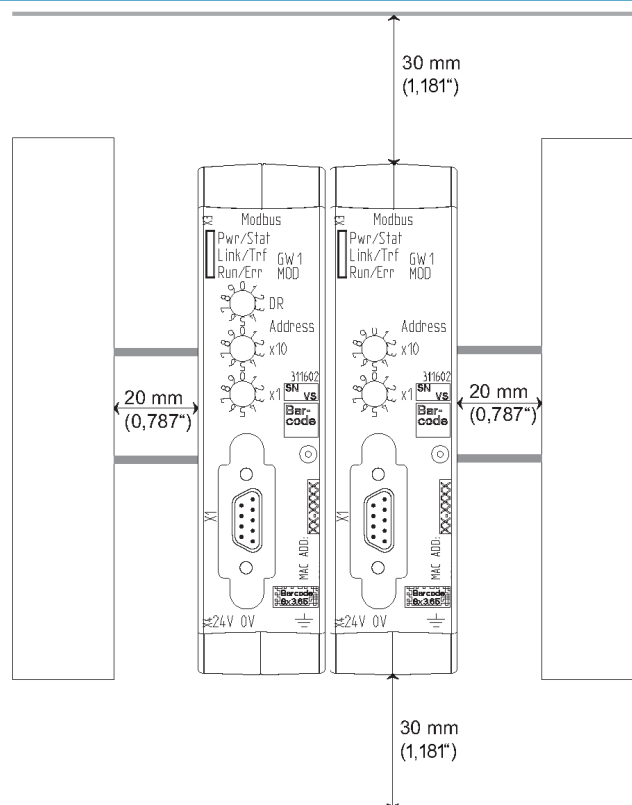 30 mm
(1,181“)
X3 Modbus
Pwr/Stat
Link/Trf GW1
Run/Err MOD
DR
Address
x10
x1
311602
SN
VS
Bar-
code
X1
MAC ADD:
Barcode
6x3.65
X4 24V 0V
X3 Modbus
Pwr/Stat
Link/Trf GW1
Run/Err MOD
Address
x10
x1
311602
SN
VS
Bar-
code
X1
MAC ADD:
Barcode
6x3.65
X4 24V 0V
20 mm
(0,787“)
20 mm
(0,787“)
30 mm
(1,181“)